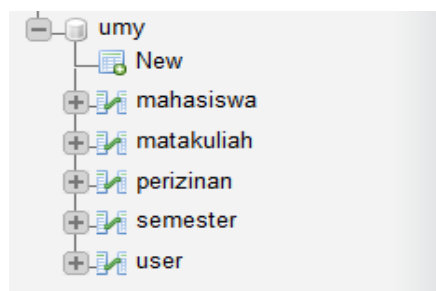 umy
New
mahasiswa
matakuliah
perizinan
semester
user